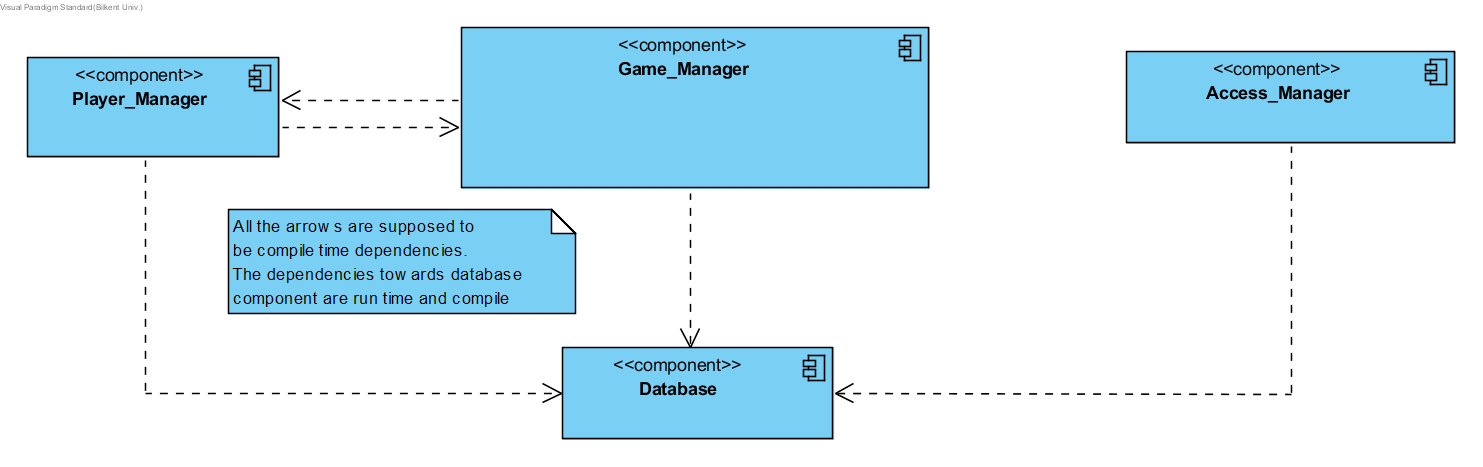 Visual Paradigm Standard(Bilkent Univ.)
<<component>>
Player_Manager
<<component>>
Game_Manager
<<component>>
Access_Manager
All the arrow s are supposed to
be compile time dependencies.
The dependencies tow ards database
component are run time and compile
<<component>>
Database